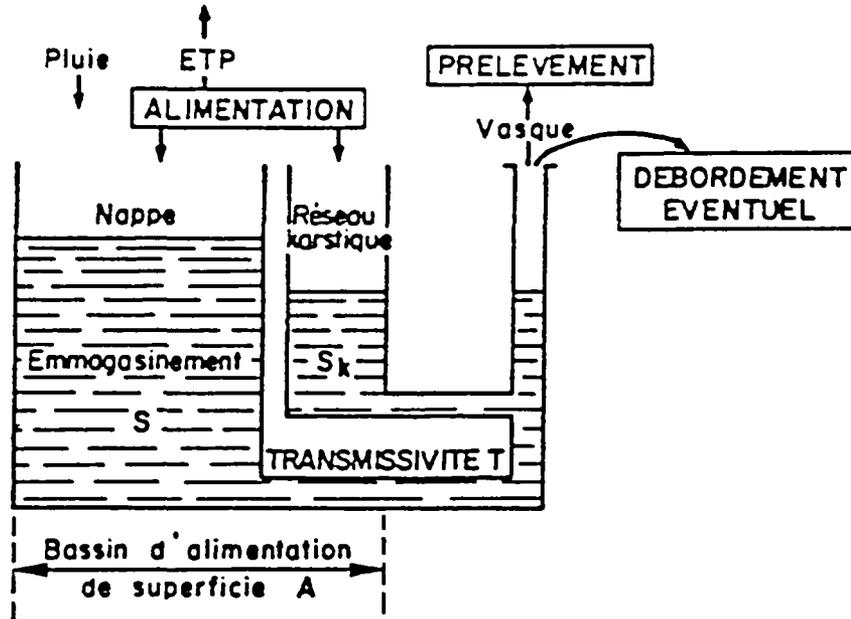 Pluie
ETP
ALIMENTATION
PRELEVEMENT
Vasque
DEBORDEMENT
EVENTUEL
Nappe
Réseau
karstique
Emmogasinement
S
Sk
TRANSMISSIVITE T
Bassin d'alimentation
de superficie A